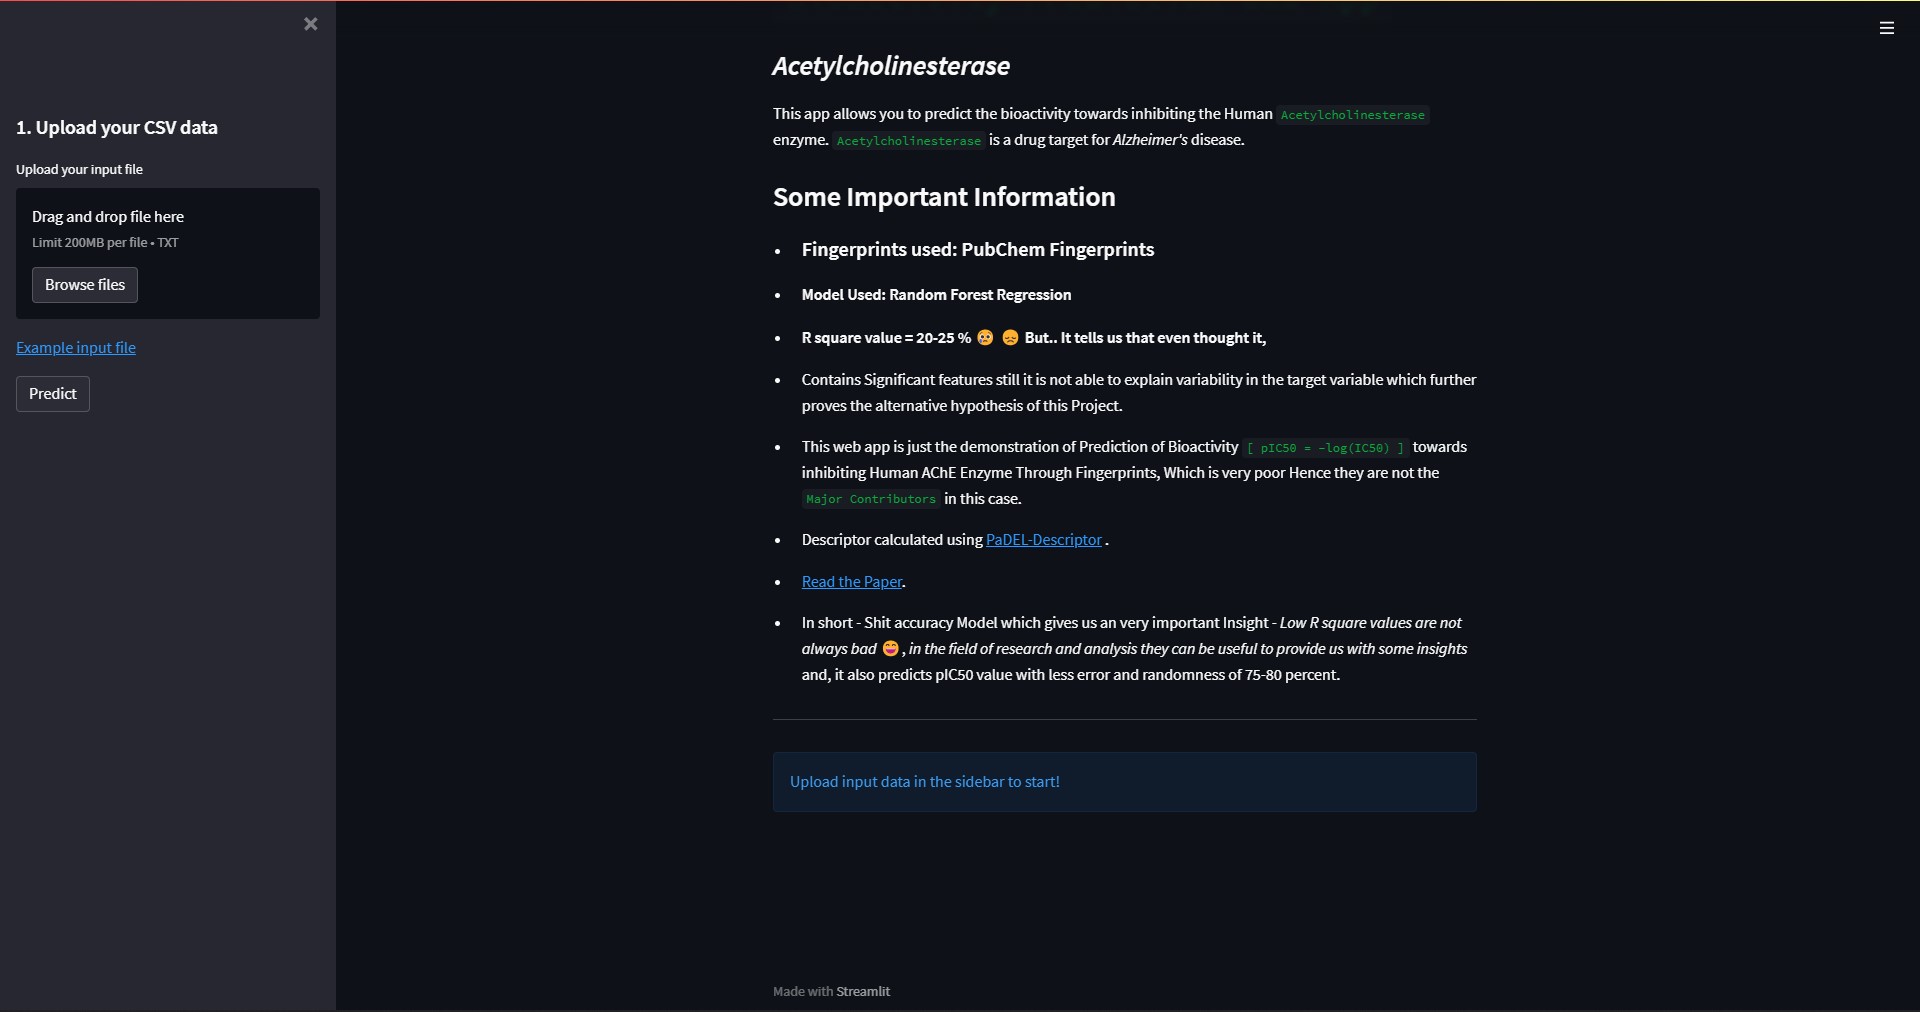 1. Upload your CSV data
Upload your input file
Drag and drop file here
Limit 200MB per file • TXT
Browse files
Example input file
Predict
Acetylcholinesterase
This app allows you to predict the bioactivity towards inhibiting the Human Acetylcholinesterase
enzyme. Acetylcholinesterase is a drug target for Alzheimer's disease.
Some Important Information
• Fingerprints used: PubChem Fingerprints
• Model Used: Random Forest Regression
• R square value = 20-25 % 😢 😞 But.. It tells us that even thought it,
• Contains Significant features still it is not able to explain variability in the target variable which further
proves the alternative hypothesis of this Project.
• This web app is just the demonstration of Prediction of Bioactivity [ pIC50 = -log(IC50) ] towards
inhibiting Human AChE Enzyme Through Fingerprints, Which is very poor Hence they are not the
Major Contributors in this case.
• Descriptor calculated using PaDEL-Descriptor .
• Read the Paper.
• In short - Shit accuracy Model which gives us an very important Insight - Low R square values are not
always bad 😄 , in the field of research and analysis they can be useful to provide us with some insights
and, it also predicts pIC50 value with less error and randomness of 75-80 percent.
Upload input data in the sidebar to start!
Made with Streamlit